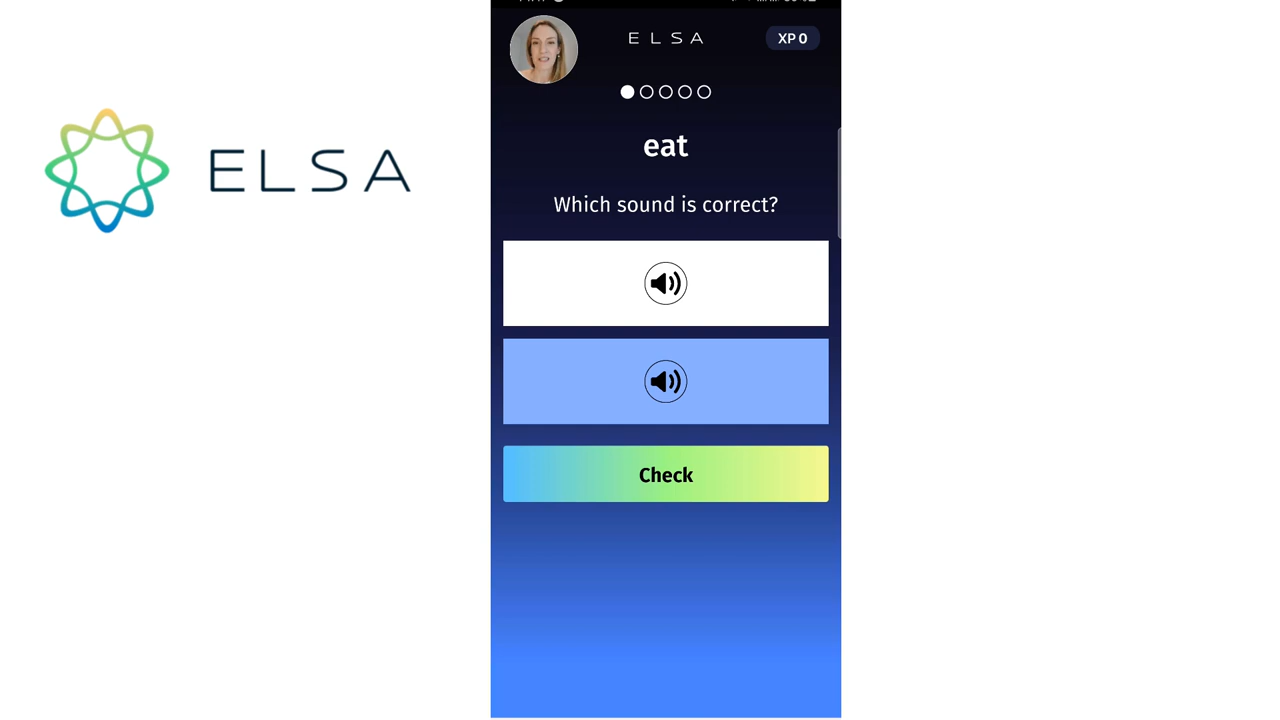 ELSA
ELSA
XP 0
eat
Which sound is correct?
Check